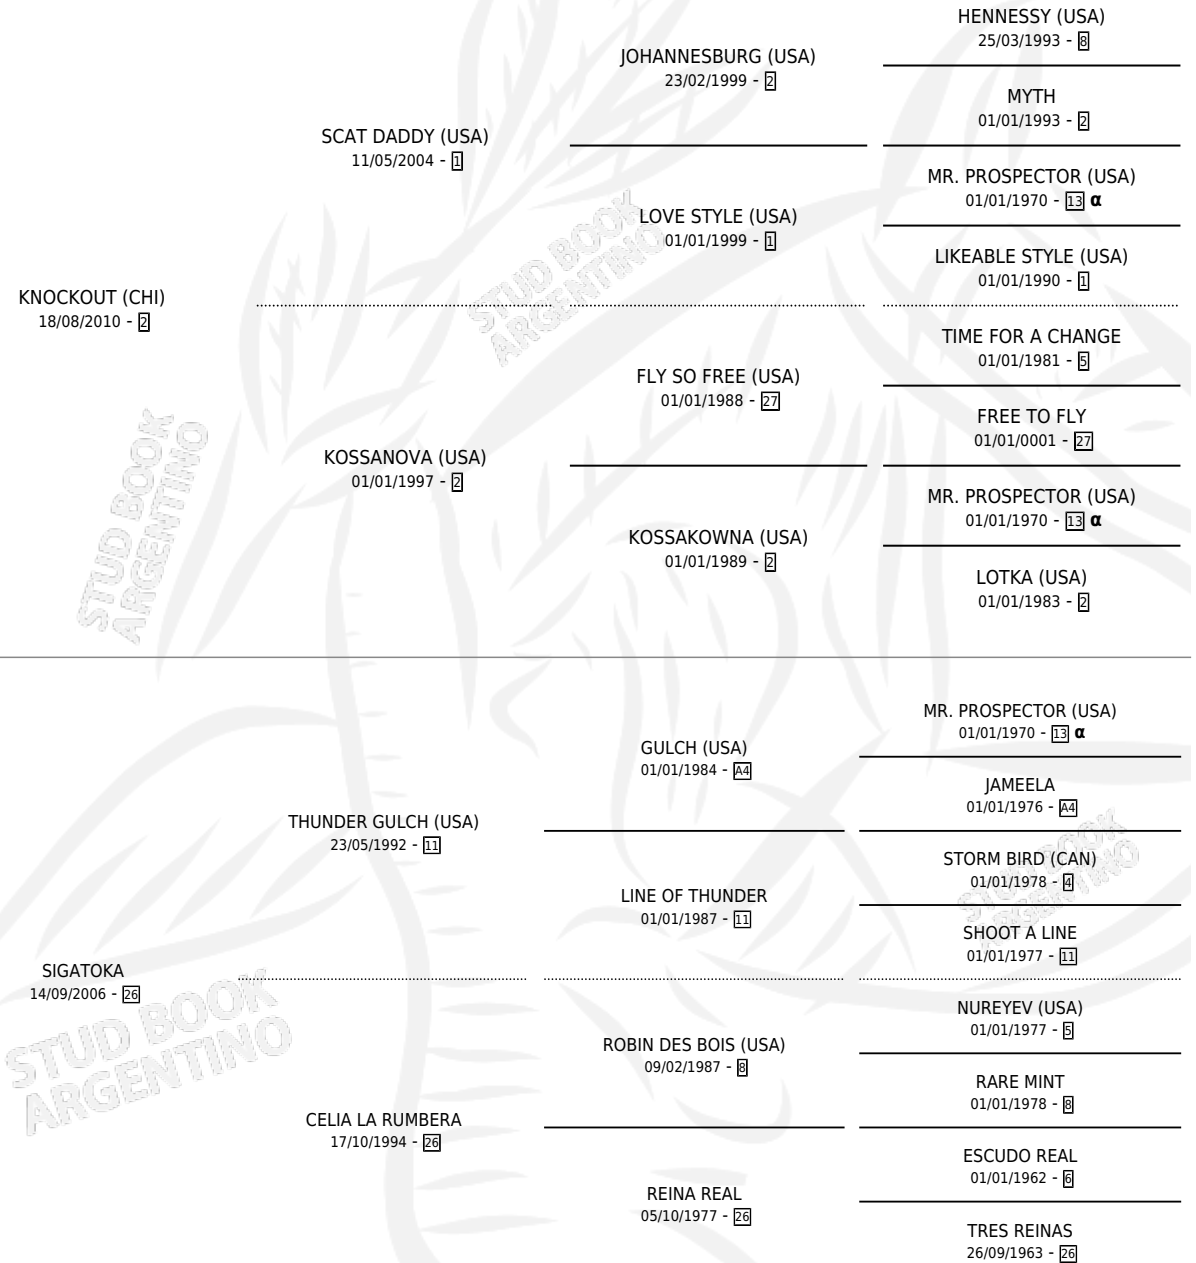 HENNESSY (USA)
25/03/1993 - 8
JOHANNESBURG (USA)
23/02/1999 - 2
MYTH
01/01/1993 - 2
SCAT DADDY (USA)
11/05/2004 - 1
MR. PROSPECTOR (USA)
01/01/1970 - 13 α
LOVE STYLE (USA)
01/01/1999 - 1
LIKEABLE STYLE (USA)
01/01/1990 - 1
STUD BOOK
ARGENTINO
KNOCKOUT (CHI)
18/08/2010 - 2
TIME FOR A CHANGE
01/01/1981 - 5
FLY SO FREE (USA)
01/01/1988 - 27
FREE TO FLY
01/01/0001 - 27
KOSSANOVA (USA)
01/01/1997 - 2
MR. PROSPECTOR (USA)
01/01/1970 - 13 α
KOSSAKOWNA (USA)
01/01/1989 - 2
LOTKA (USA)
01/01/1983 - 2
STUD BOOK
ARGENTINO
MR. PROSPECTOR (USA)
01/01/1970 - 13 α
GULCH (USA)
01/01/1984 - A4
JAMEELA
01/01/1976 - A4
THUNDER GULCH (USA)
23/05/1992 - 11
STORM BIRD (CAN)
01/01/1978 - 4
LINE OF THUNDER
01/01/1987 - 11
SHOOT A LINE
01/01/1977 - 11
STUD BOOK
ARGENTINO
SIGATOKA
14/09/2006 - 26
NUREYEV (USA)
01/01/1977 - 5
ROBIN DES BOIS (USA)
09/02/1987 - 8
RARE MINT
01/01/1978 - 8
STUD BOOK
ARGENTINO
CELIA LA RUMBERA
17/10/1994 - 26
ESCUDO REAL
01/01/1962 - 6
REINA REAL
05/10/1977 - 26
TRES REINAS
26/09/1963 - 26